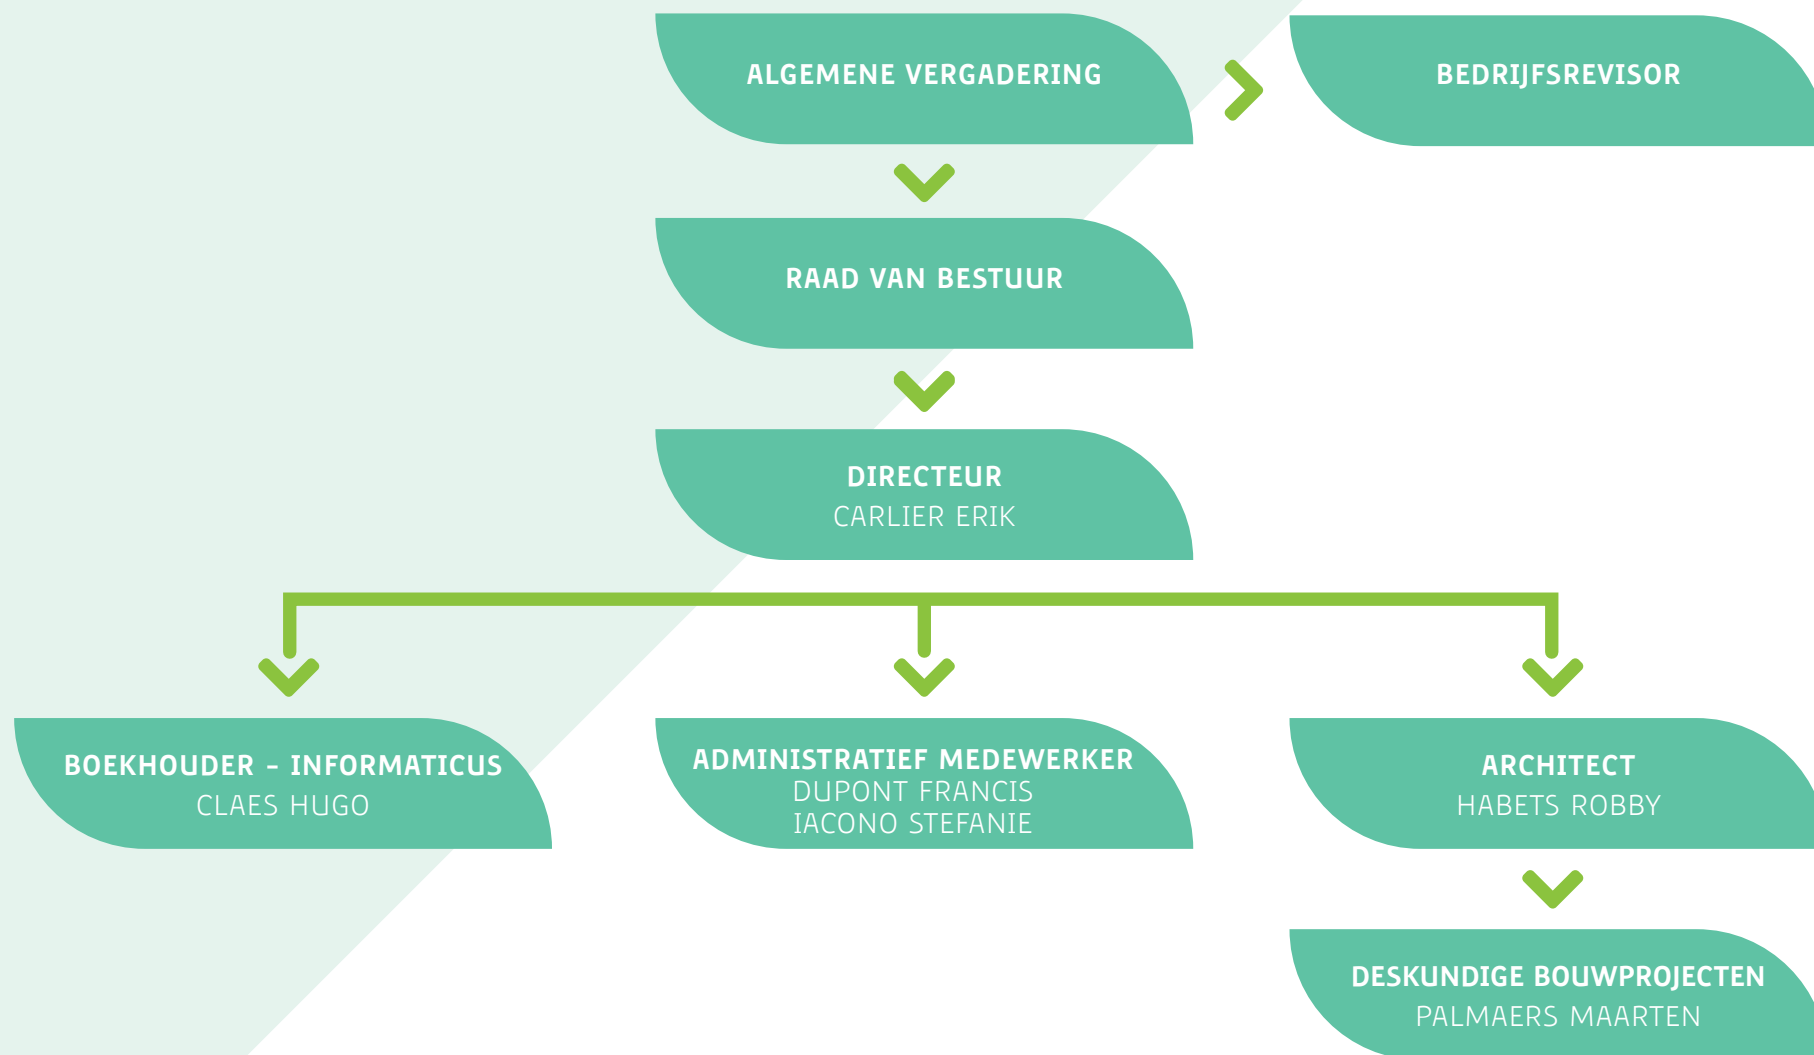 ALGEMENE VERGADERING
BEDRIJFSREVISOR
RAAD VAN BESTUUR
DIRECTEUR
CARLIER ERIK
BOEKHOUDER - INFORMATICUS
CLAES HUGO
ADMINISTRATIEF MEDEWERKER
DUPONT FRANCIS
IACONO STEFANIE
ARCHITECT
HABETS ROBBY
DESKUNDIGE BOUWPROJECTEN
PALMAERS MAARTEN